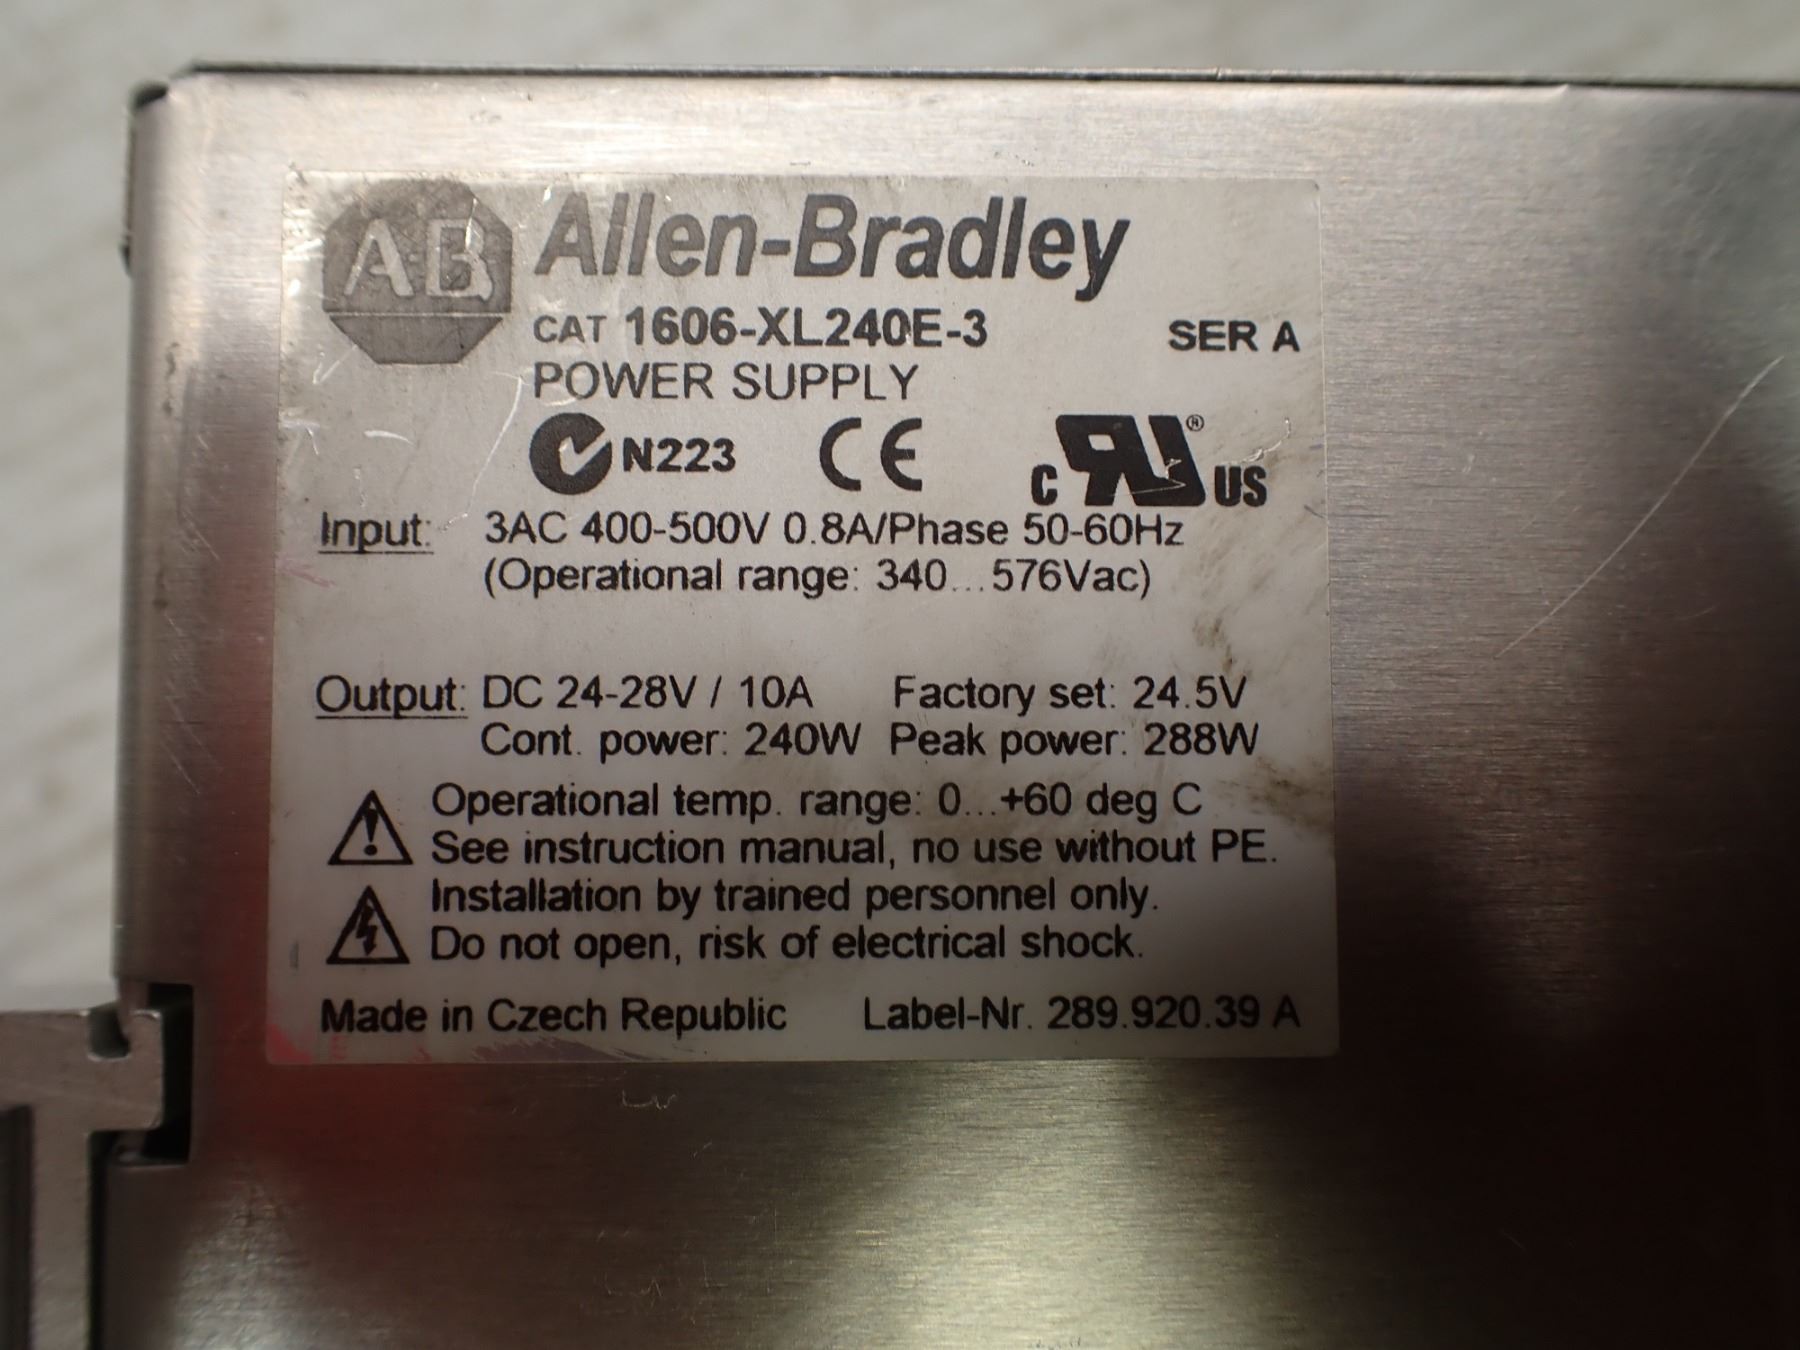 AB Allen-Bradley
CAT 1606-XL240E-3 SER A
POWER SUPPLY
N223 CE c RU ® US
Input: 3AC 400-500V 0.8A/Phase 50-60Hz
(Operational range: 340...576Vac)
Output: DC 24-28V / 10A Factory set: 24.5V
Cont. power: 240W Peak power: 288W
Operational temp. range: 0...+60 deg C
See instruction manual, no use without PE.
Installation by trained personnel only.
Do not open, risk of electrical shock.
Made in Czech Republic Label-Nr. 289.920.39 A